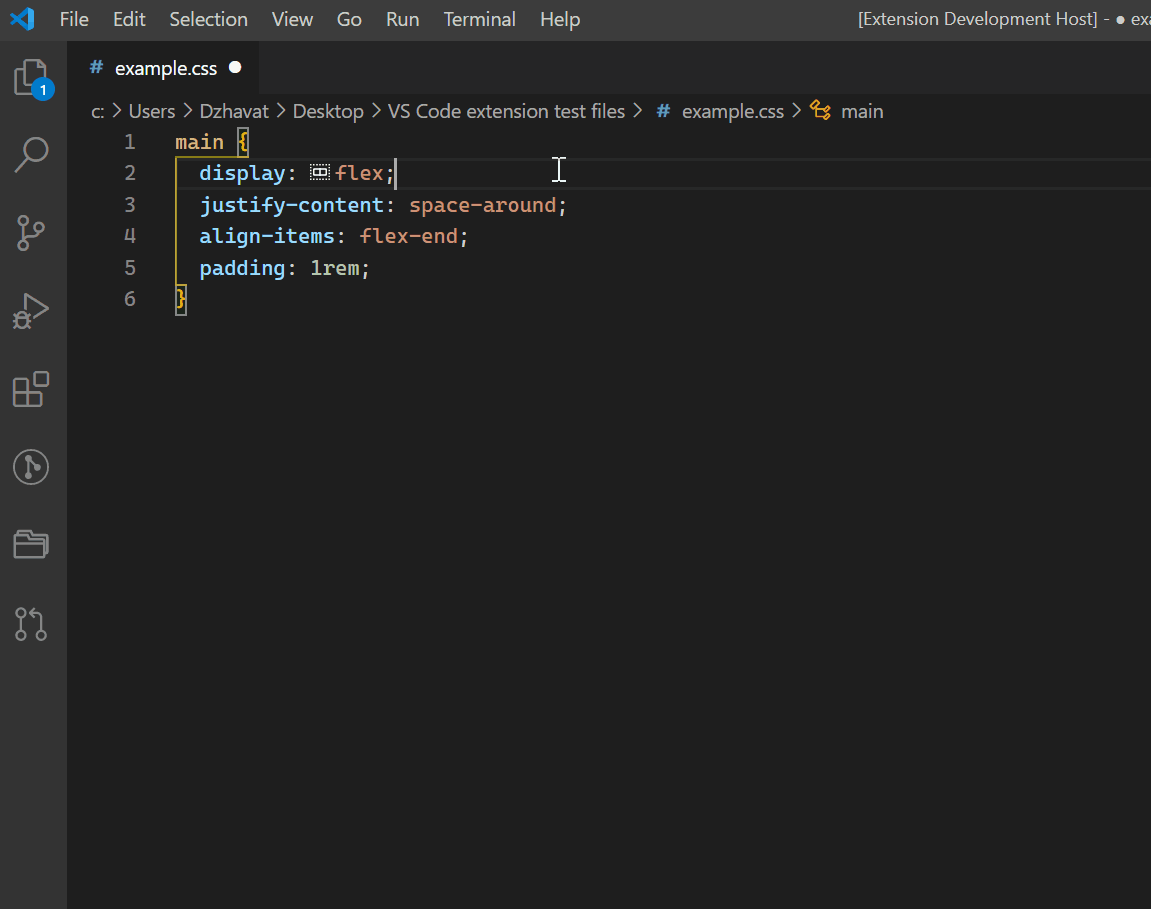 File Edit Selection View Go Run Terminal Help [Extension Development Host] - ● exa
# example.css ●
1
c: > Users > Dzhavat > Desktop > VS Code extension test files > # example.css > main
1 main {
2 display: flex;
3 justify-content: space-around;
4 align-items: flex-end;
5 padding: 1rem;
6 }